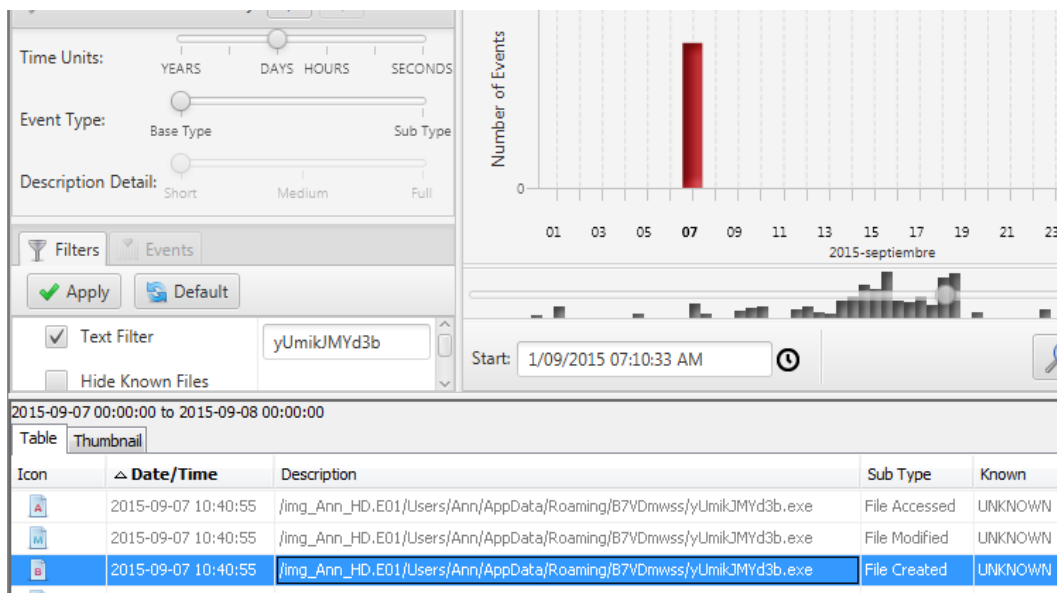 Time Units:
YEARS DAYS HOURS SECONDS
Event Type:
Base Type Sub Type
Description Detail:
Short Medium Full
Filters Events
Apply Default
Text Filter yUmikJMYd3b
Hide Known Files
Number of Events
0
01 03 05 07 09 11 13 15 17 19 21 23
2015-septiembre
Start: 1/09/2015 07:10:33 AM
2015-09-07 00:00:00 to 2015-09-08 00:00:00
Table Thumbnail
Icon Date/Time Description Sub Type Known
A 2015-09-07 10:40:55 /img_Ann_HD.E01/Users/Ann/AppData/Roaming/B7VDmwss/yUmikJMYd3b.exe File Accessed UNKNOWN
M 2015-09-07 10:40:55 /img_Ann_HD.E01/Users/Ann/AppData/Roaming/B7VDmwss/yUmikJMYd3b.exe File Modified UNKNOWN
B 2015-09-07 10:40:55 /img_Ann_HD.E01/Users/Ann/AppData/Roaming/B7VDmwss/yUmikJMYd3b.exe File Created UNKNOWN